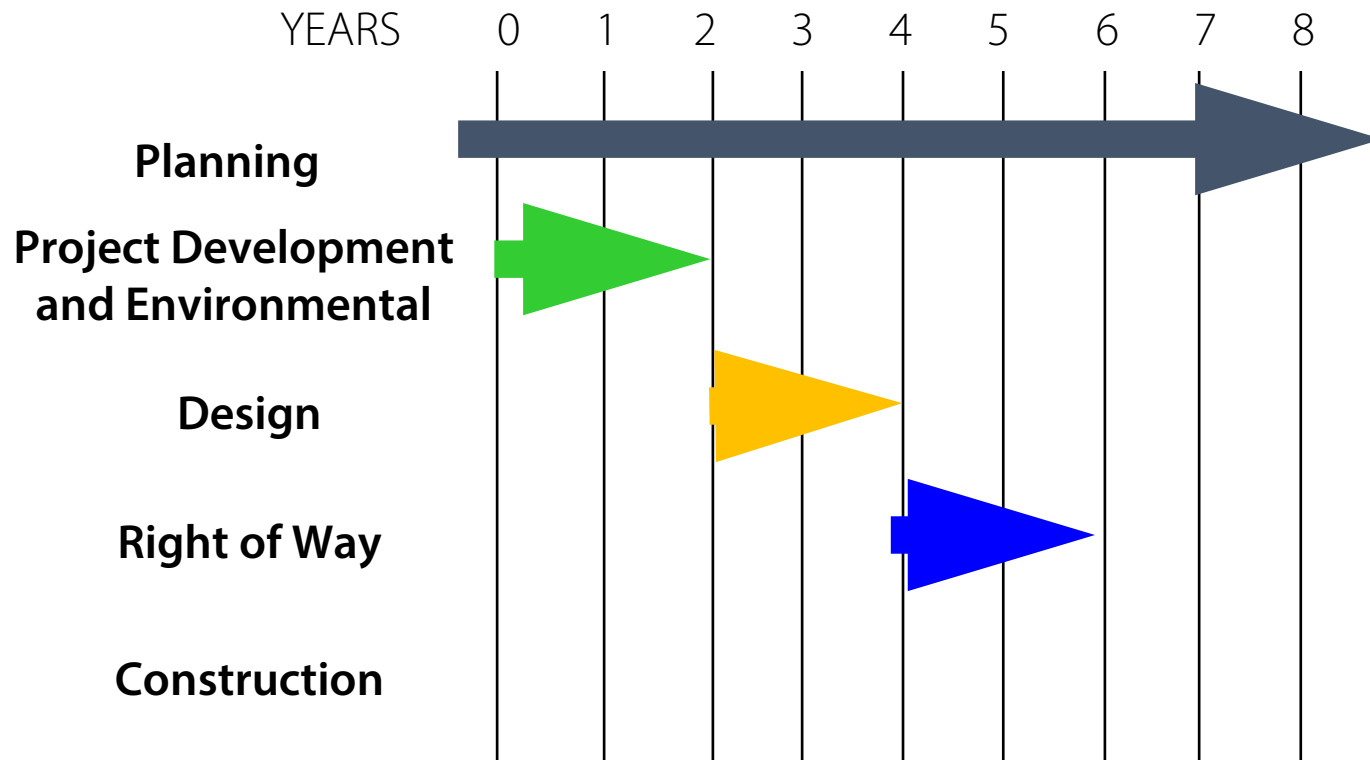 YEARS 0 1 2 3 4 5 6 7 8
Planning
Project Development
and Environmental
Design
Right of Way
Construction